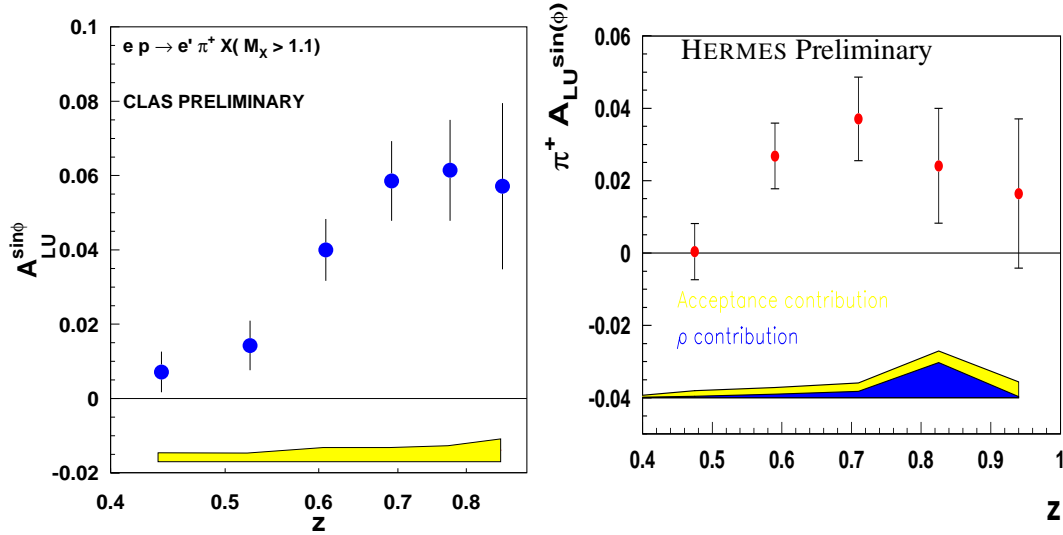 e p → e' π⁺ X( M_X > 1.1)
CLAS PRELIMINARY
A_LU^sinϕ
0.1
0.08
0.06
0.04
0.02
0
-0.02
0.4 0.5 0.6 0.7 0.8
z
HERMES Preliminary
π⁺ A_LU^sin(ϕ)
0.06
0.04
0.02
0
-0.02
-0.04
Acceptance contribution
ρ contribution
0.4 0.5 0.6 0.7 0.8 0.9 1
z